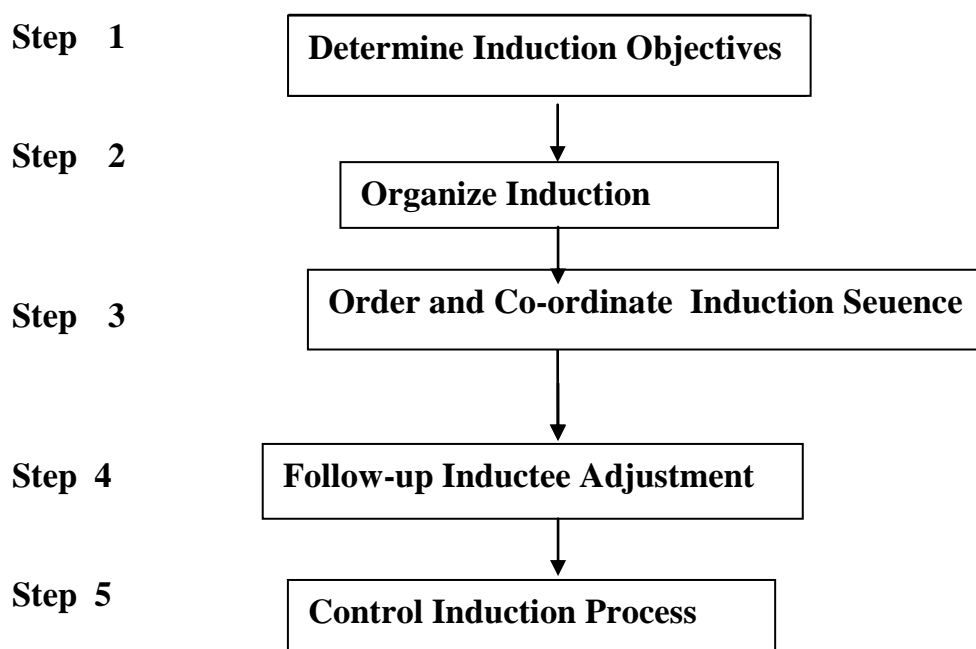 Step 1
Determine Induction Objectives
Step 2
Organize Induction
Step 3
Order and Co-ordinate Induction Seuence
Step 4
Follow-up Inductee Adjustment
Step 5
Control Induction Process